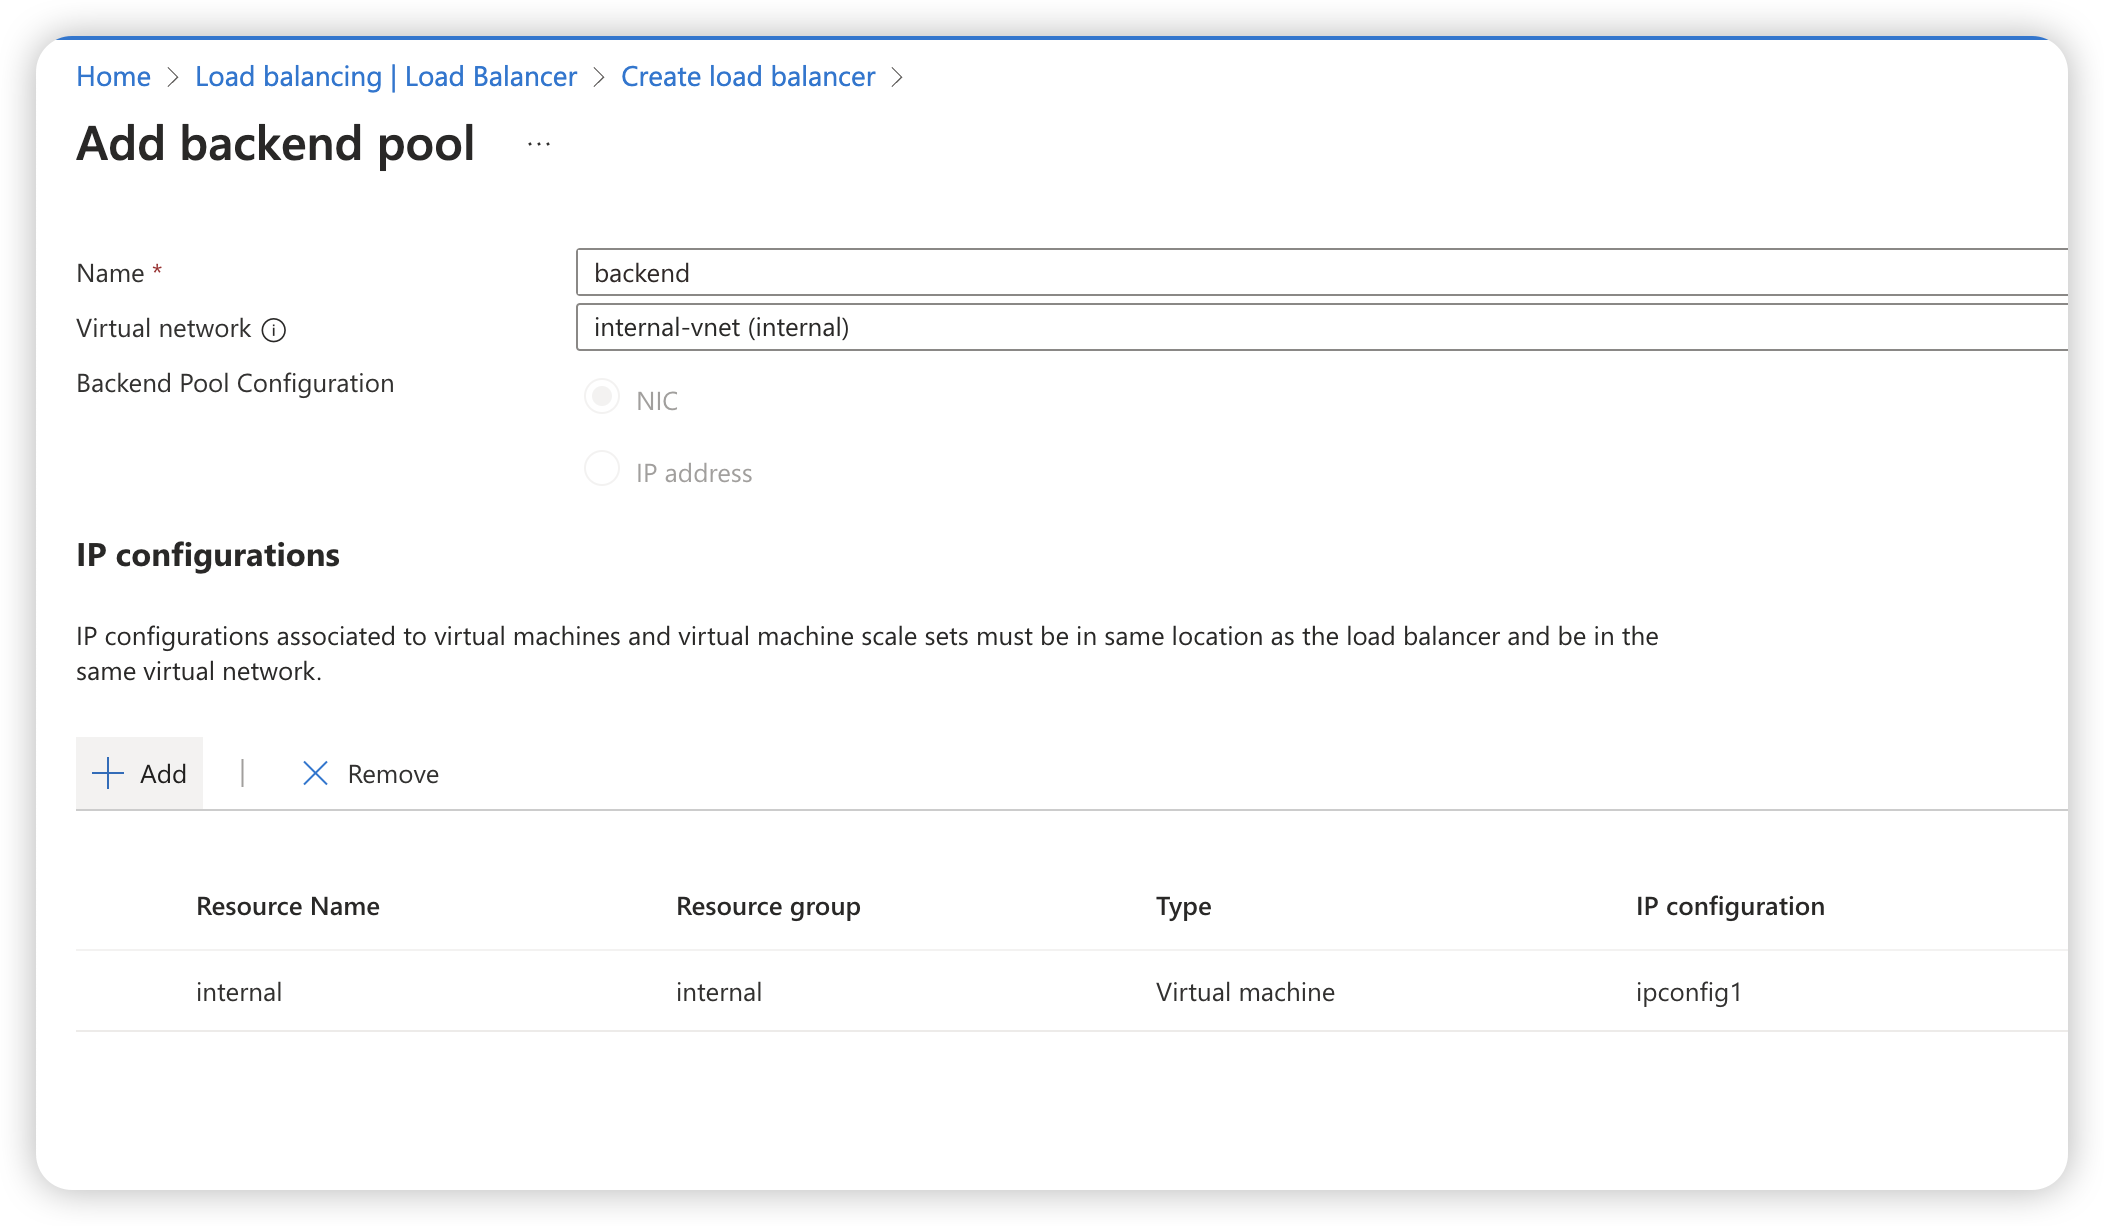 Home > Load balancing | Load Balancer > Create load balancer >
Add backend pool ...
Name * backend
Virtual network internal-vnet (internal)
Backend Pool Configuration
NIC
IP address
IP configurations
IP configurations associated to virtual machines and virtual machine scale sets must be in same location as the load balancer and be in the
same virtual network.
Add | Remove
Resource Name Resource group Type IP configuration
internal internal Virtual machine ipconfig1